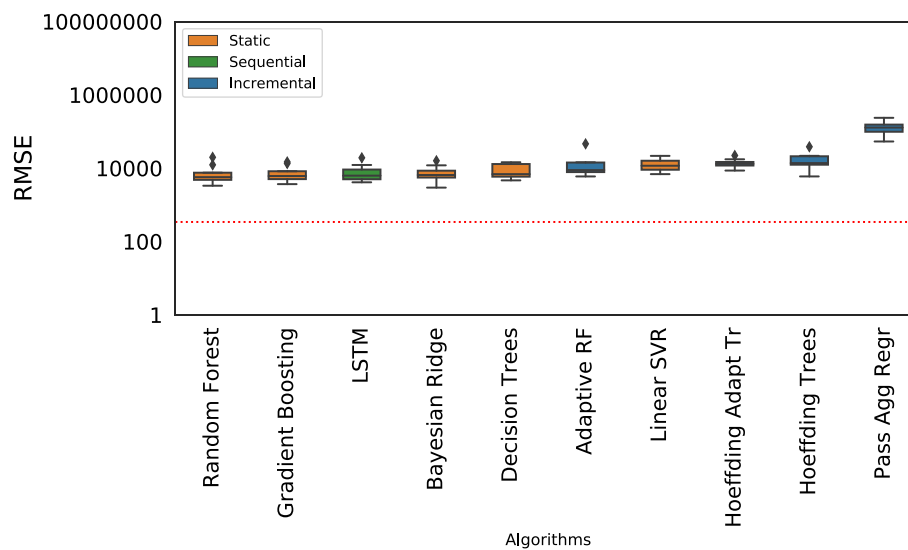 100000000
1000000
10000
100
1
RMSE
Static
Sequential
Incremental
Random Forest
Gradient Boosting
LSTM
Bayesian Ridge
Decision Trees
Adaptive RF
Linear SVR
Hoeffding Adapt Tr
Hoeffding Trees
Pass Agg Regr
Algorithms